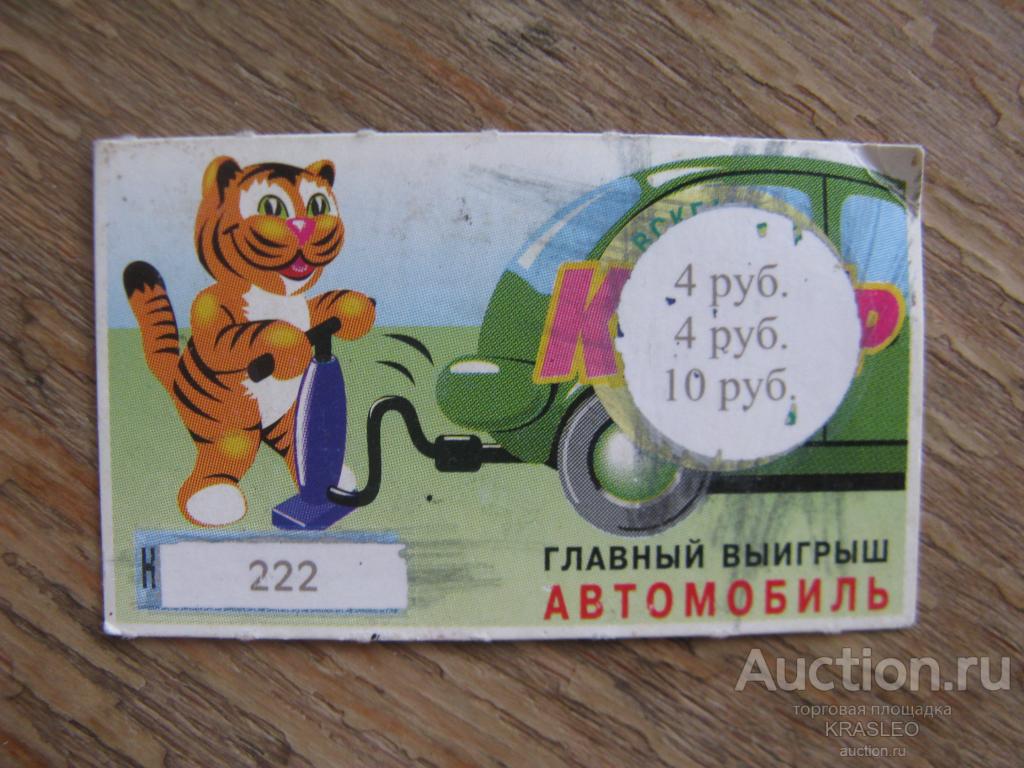 4 руб.
4 руб.
10 руб.
К
222
ГЛАВНЫЙ ВЫИГРЫШ
АВТОМОБИЛЬ
Auction.ru
торговая площадка
KRASLEO
auction.ru